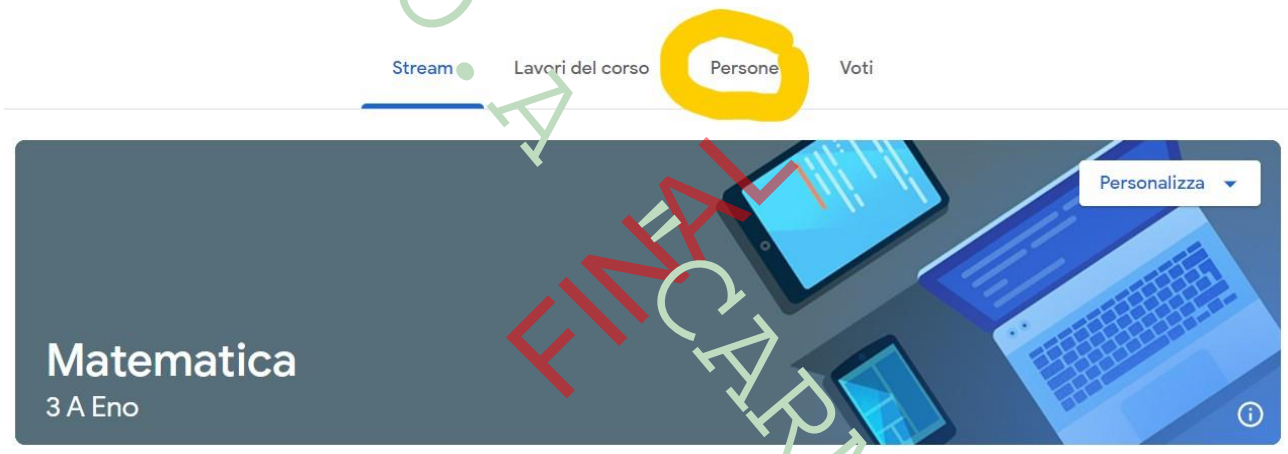 Stream Lavori del corso Persone Voti
Personalizza
Matematica
3 A Eno
FINAL